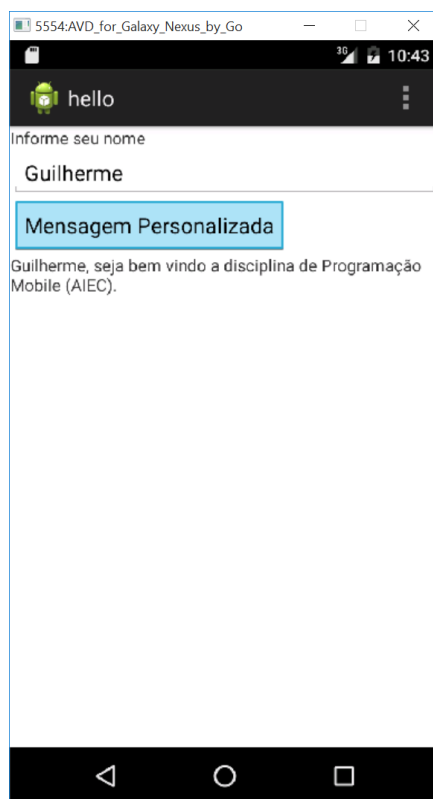 5554:AVD_for_Galaxy_Nexus_by_Go
3G 10:43
hello
Informe seu nome
Guilherme
Mensagem Personalizada
Guilherme, seja bem vindo a disciplina de Programação
Mobile (AIEC).